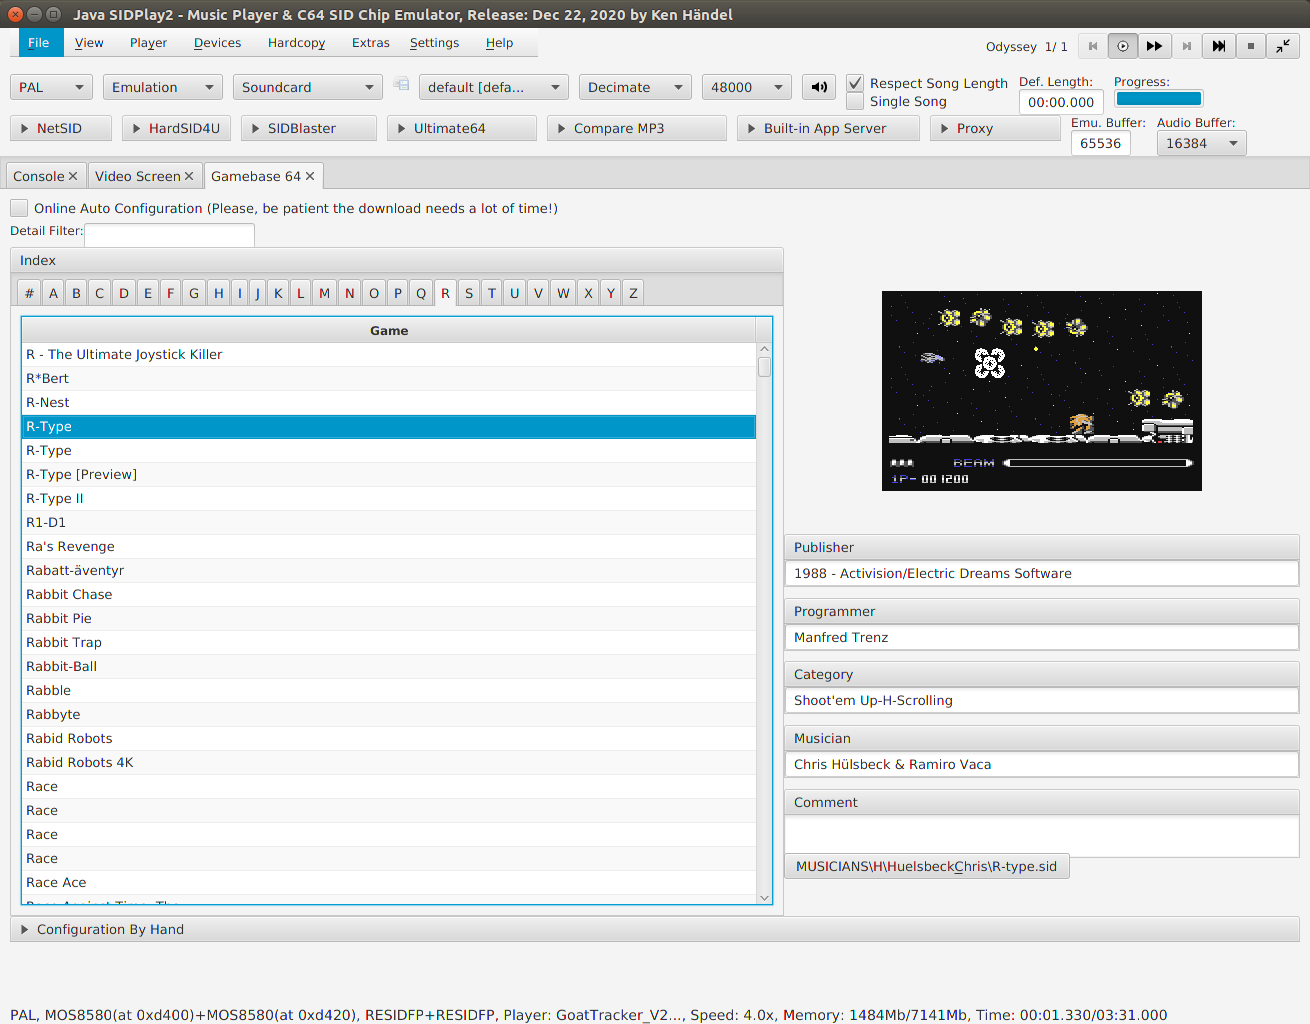 Java SIDPlay2 - Music Player & C64 SID Chip Emulator, Release: Dec 22, 2020 by Ken Händel
File View Player Devices Hardcopy Extras Settings Help
Odyssey 1/ 1
PAL Emulation Soundcard default [defa... Decimate 48000
Respect Song Length
Single Song
Def. Length:
00:00.000
Progress:
NetSID HardSID4U SIDBlaster Ultimate64 Compare MP3 Built-in App Server Proxy
Emu. Buffer:
65536
Audio Buffer:
16384
Console Video Screen Gamebase 64
Online Auto Configuration (Please, be patient the download needs a lot of time!)
Detail Filter:
Index
# A B C D E F G H I J K L M N O P Q R S T U V W X Y Z
Game
R - The Ultimate Joystick Killer
R*Bert
R-Nest
R-Type
R-Type
R-Type [Preview]
R-Type II
R1-D1
Ra's Revenge
Rabatt-äventyr
Rabbit Chase
Rabbit Pie
Rabbit Trap
Rabbit-Ball
Rabble
Rabbyte
Rabid Robots
Rabid Robots 4K
Race
Race
Race
Race
Race Ace
BEAM
1P- 001200
Publisher
1988 - Activision/Electric Dreams Software
Programmer
Manfred Trenz
Category
Shoot'em Up-H-Scrolling
Musician
Chris Hülsbeck & Ramiro Vaca
Comment
MUSICIANS\H\HuelsbeckChris\R-type.sid
Configuration By Hand
PAL, MOS8580(at 0xd400)+MOS8580(at 0xd420), RESIDFP+RESIDFP, Player: GoatTracker_V2..., Speed: 4.0x, Memory: 1484Mb/7141Mb, Time: 00:01.330/03:31.000